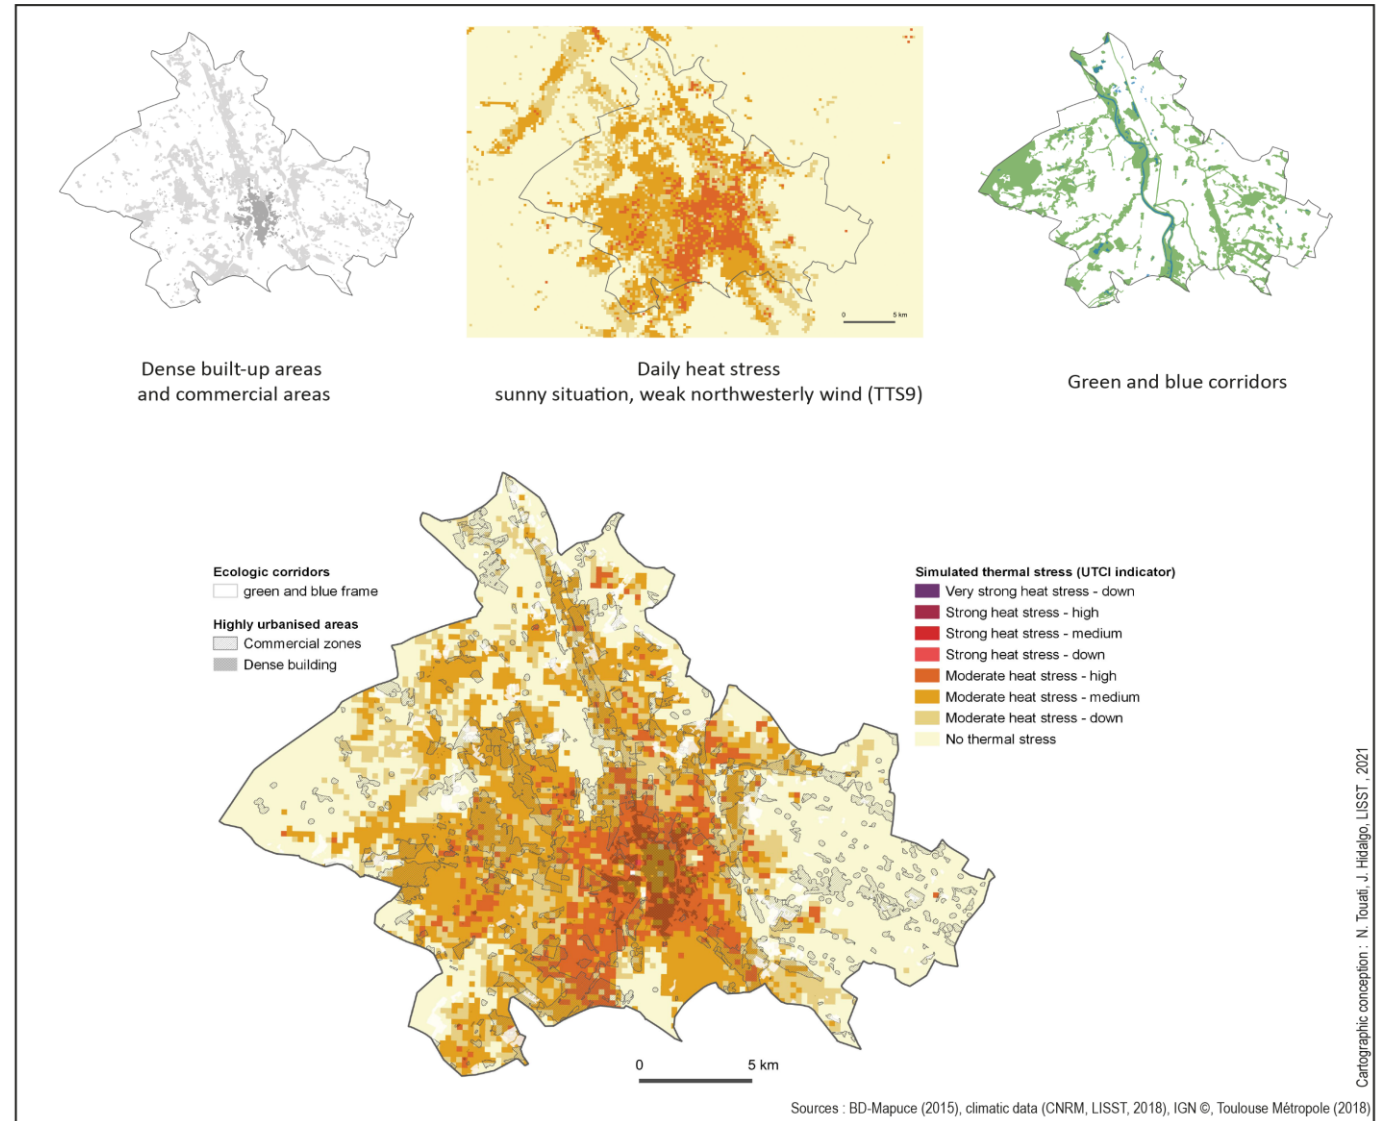 0 5 km
Dense built-up areas
and commercial areas
Daily heat stress
sunny situation, weak northwesterly wind (TTS9)
Green and blue corridors
Ecologic corridors
green and blue frame
Highly urbanised areas
Commercial zones
Dense building
Simulated thermal stress (UTCI indicator)
Very strong heat stress - down
Strong heat stress - high
Strong heat stress - medium
Strong heat stress - down
Moderate heat stress - high
Moderate heat stress - medium
Moderate heat stress - down
No thermal stress
0 5 km
Cartographic conception : N. Touati, J. Hidalgo, LISST , 2021
Sources : BD-Mapuce (2015), climatic data (CNRM, LISST, 2018), IGN ©, Toulouse Métropole (2018)